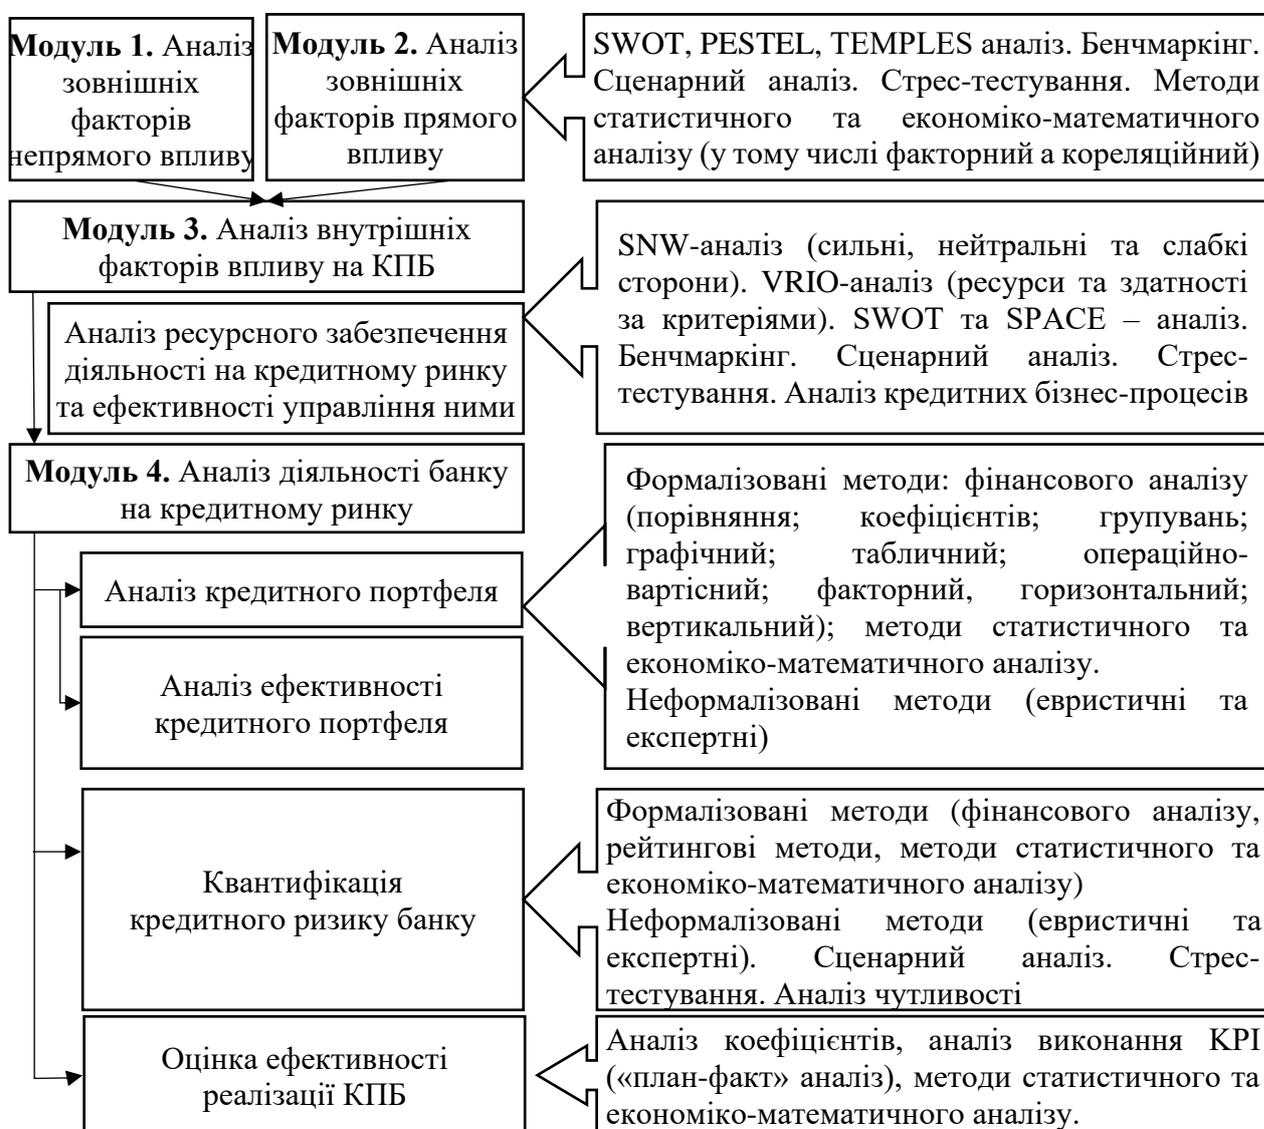 Модуль 1. Аналіз
зовнішніх
факторів
непрямого впливу
Модуль 2. Аналіз
зовнішніх
факторів прямого
впливу
SWOT, PESTEL, TEMPLES аналіз. Бенчмаркінг.
Сценарний аналіз. Стрес-тестування. Методи
статистичного та економіко-математичного
аналізу (у тому числі факторний а кореляційний)
Модуль 3. Аналіз внутрішніх
факторів впливу на КПБ
Аналіз ресурсного забезпечення
діяльності на кредитному ринку
та ефективності управління ними
SNW-аналіз (сильні, нейтральні та слабкі
сторони). VRIO-аналіз (ресурси та здатності
за критеріями). SWOT та SPACE – аналіз.
Бенчмаркінг. Сценарний аналіз. Стрес-
тестування. Аналіз кредитних бізнес-процесів
Модуль 4. Аналіз діяльності банку
на кредитному ринку
Аналіз кредитного портфеля
Аналіз ефективності
кредитного портфеля
Формалізовані методи: фінансового аналізу
(порівняння; коефіцієнтів; групувань;
графічний; табличний; операційно-
вартісний; факторний, горизонтальний;
вертикальний); методи статистичного та
економіко-математичного аналізу.
Неформалізовані методи (евристичні та
експертні)
Квантифікація
кредитного ризику банку
Формалізовані методи (фінансового аналізу,
рейтингові методи, методи статистичного та
економіко-математичного аналізу)
Неформалізовані методи (евристичні та
експертні). Сценарний аналіз. Стрес-
тестування. Аналіз чутливості
Оцінка ефективності
реалізації КПБ
Аналіз коефіцієнтів, аналіз виконання KPI
(«план-факт» аналіз), методи статистичного та
економіко-математичного аналізу.